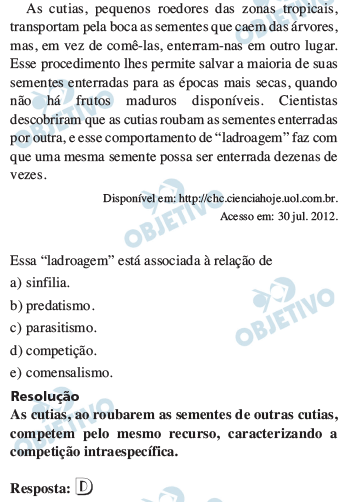 As cutias, pequenos roedores das zonas tropicais,
transportam pela boca as sementes que caem das árvores,
mas, em vez de comê-las, enterram-nas em outro lugar.
Esse procedimento lhes permite salvar a maioria de suas
sementes enterradas para as épocas mais secas, quando
não há frutos maduros disponíveis. Cientistas
descobriram que as cutias roubam as sementes enterradas
por outra, e esse comportamento de “ladroagem” faz com
que uma mesma semente possa ser enterrada dezenas de
vezes.
Disponível em: http://chc.cienciahoje.uol.com.br.
Acesso em: 30 jul. 2012.
Essa “ladroagem” está associada à relação de
a) sinfilia.
b) predatismo.
c) parasitismo.
d) competição.
e) comensalismo.
Resolução
As cutias, ao roubarem as sementes de outras cutias,
competem pelo mesmo recurso, caracterizando a
competição intraespecífica.
Resposta: D
OBJETIVO
OBJETIVO
OBJETIVO
OBJETIVO
OBJETIVO